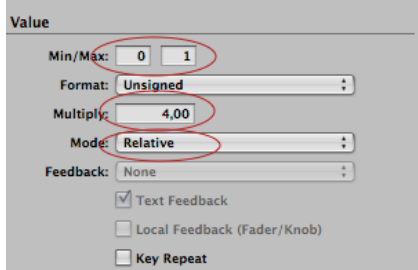 Value
Min/Max: 0 1
Format: Unsigned
Multiply: 4,00
Mode: Relative
Feedback: None
Text Feedback
Local Feedback (Fader/Knob)
Key Repeat